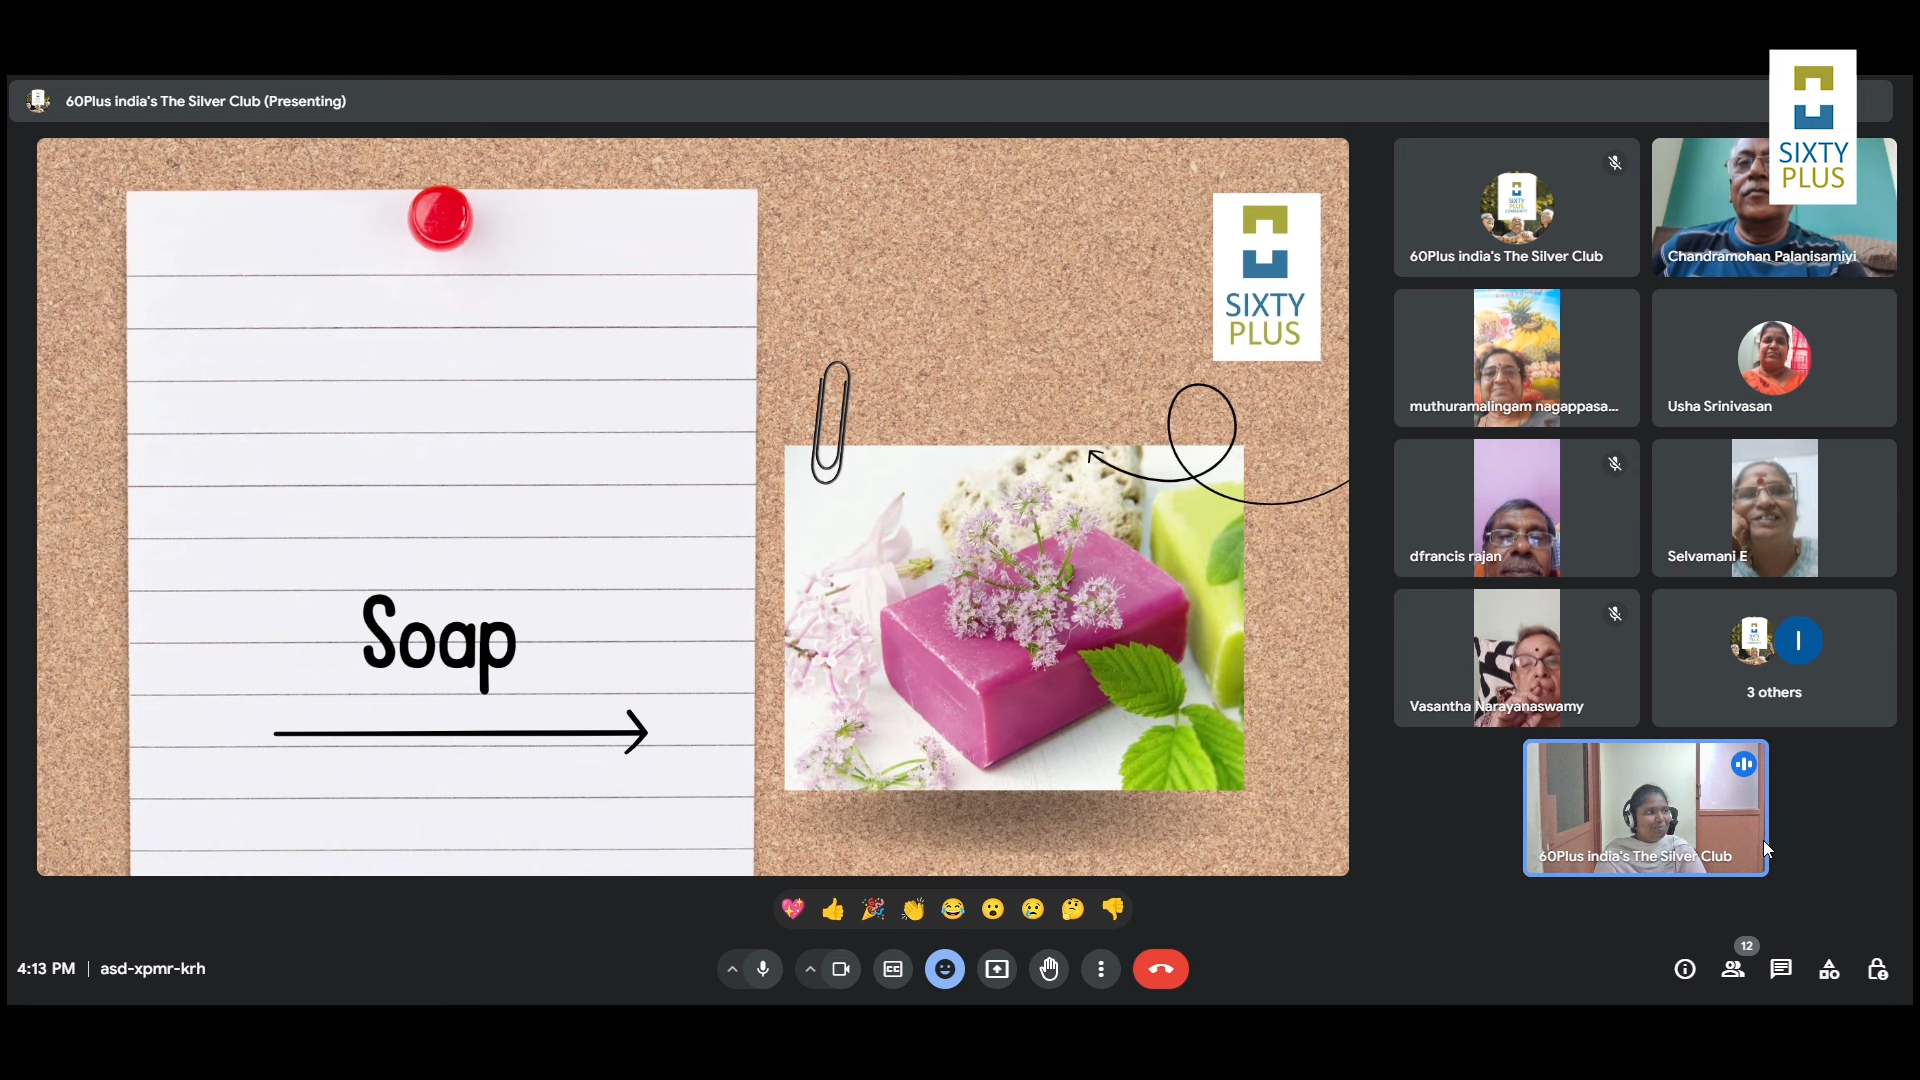 60Plus india's The Silver Club (Presenting)
SIXTY
PLUS
Soap
SIXTY
PLUS
60Plus india's The Silver Club
Chandramohan Palanisamiyi
muthuramalingam nagappasa...
Usha Srinivasan
dfrancis rajan
Selvamani E
Vasantha Narayanaswamy
I
3 others
60Plus india's The Silver Club
4:13 PM | asd-xpmr-krh
CC
12